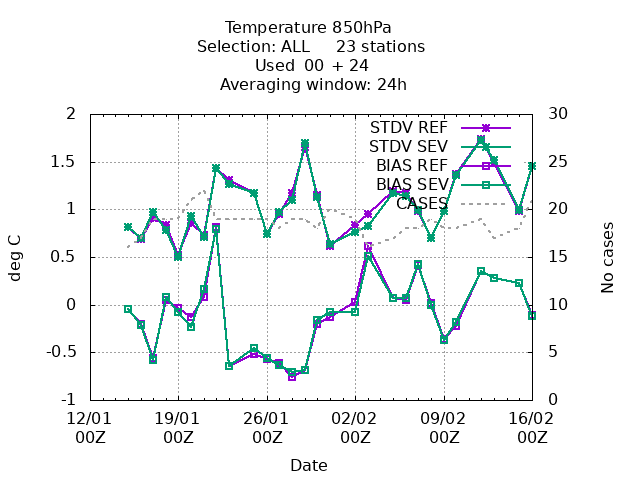 Temperature 850hPa
Selection: ALL 23 stations
Used 00 + 24
Averaging window: 24h
2
1.5
1
0.5
0
-0.5
-1
deg C
30
25
20
15
10
5
0
No cases
STDV REF
STDV SEV
BIAS REF
BIAS SEV
CASES
12/01 19/01 26/01 02/02 09/02 16/02
00Z 00Z 00Z 00Z 00Z 00Z
Date